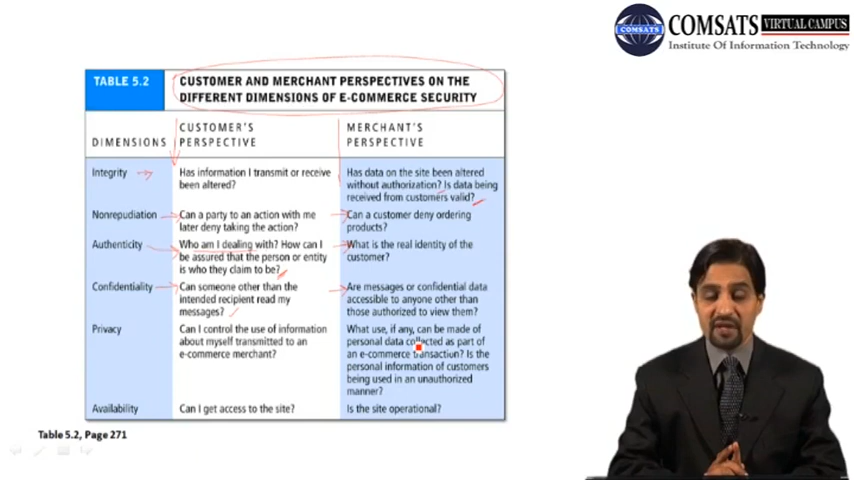 COMSATS VIRTUAL CAMPUS
COMSATS
Institute Of Information Technology
TABLE 5.2
CUSTOMER AND MERCHANT PERSPECTIVES ON THE
DIFFERENT DIMENSIONS OF E-COMMERCE SECURITY
DIMENSIONS
CUSTOMER'S
PERSPECTIVE
MERCHANT'S
PERSPECTIVE
Integrity
Has information I transmit or receive
been altered?
Has data on the site been altered
without authorization? Is data being
received from customers valid?
Nonrepudiation
Can a party to an action with me
later deny taking the action?
Can a customer deny ordering
products?
Authenticity
Who am I dealing with? How can I
be assured that the person or entity
is who they claim to be?
What is the real identity of the
customer?
Confidentiality
Can someone other than the
intended recipient read my
messages?
Are messages or confidential data
accessible to anyone other than
those authorized to view them?
Privacy
Can I control the use of information
about myself transmitted to an
e-commerce merchant?
What use, if any, can be made of
personal data collected as part of
an e-commerce transaction? Is the
personal information of customers
being used in an unauthorized
manner?
Availability
Can I get access to the site?
Is the site operational?
Table 5.2, Page 271